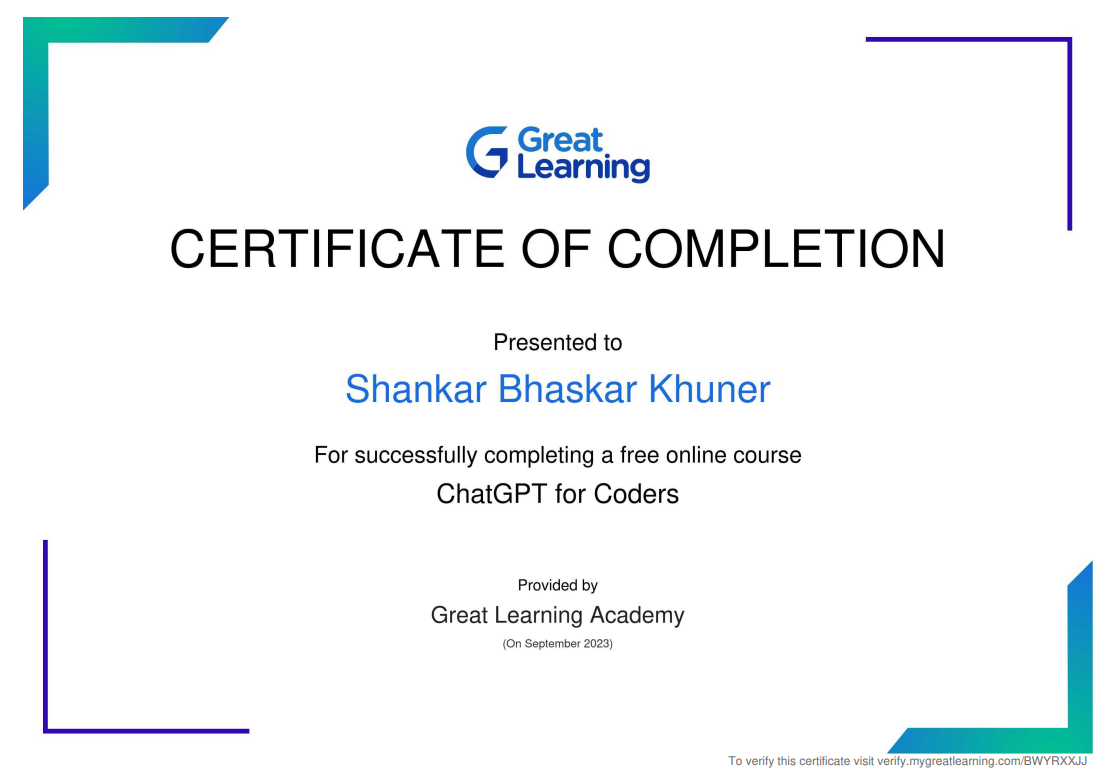 Great
Learning
CERTIFICATE OF COMPLETION
Presented to
Shankar Bhaskar Khuner
For successfully completing a free online course
ChatGPT for Coders
Provided by
Great Learning Academy
(On September 2023)
To verify this certificate visit verify.mygreatlearning.com/BWYRXXJJ